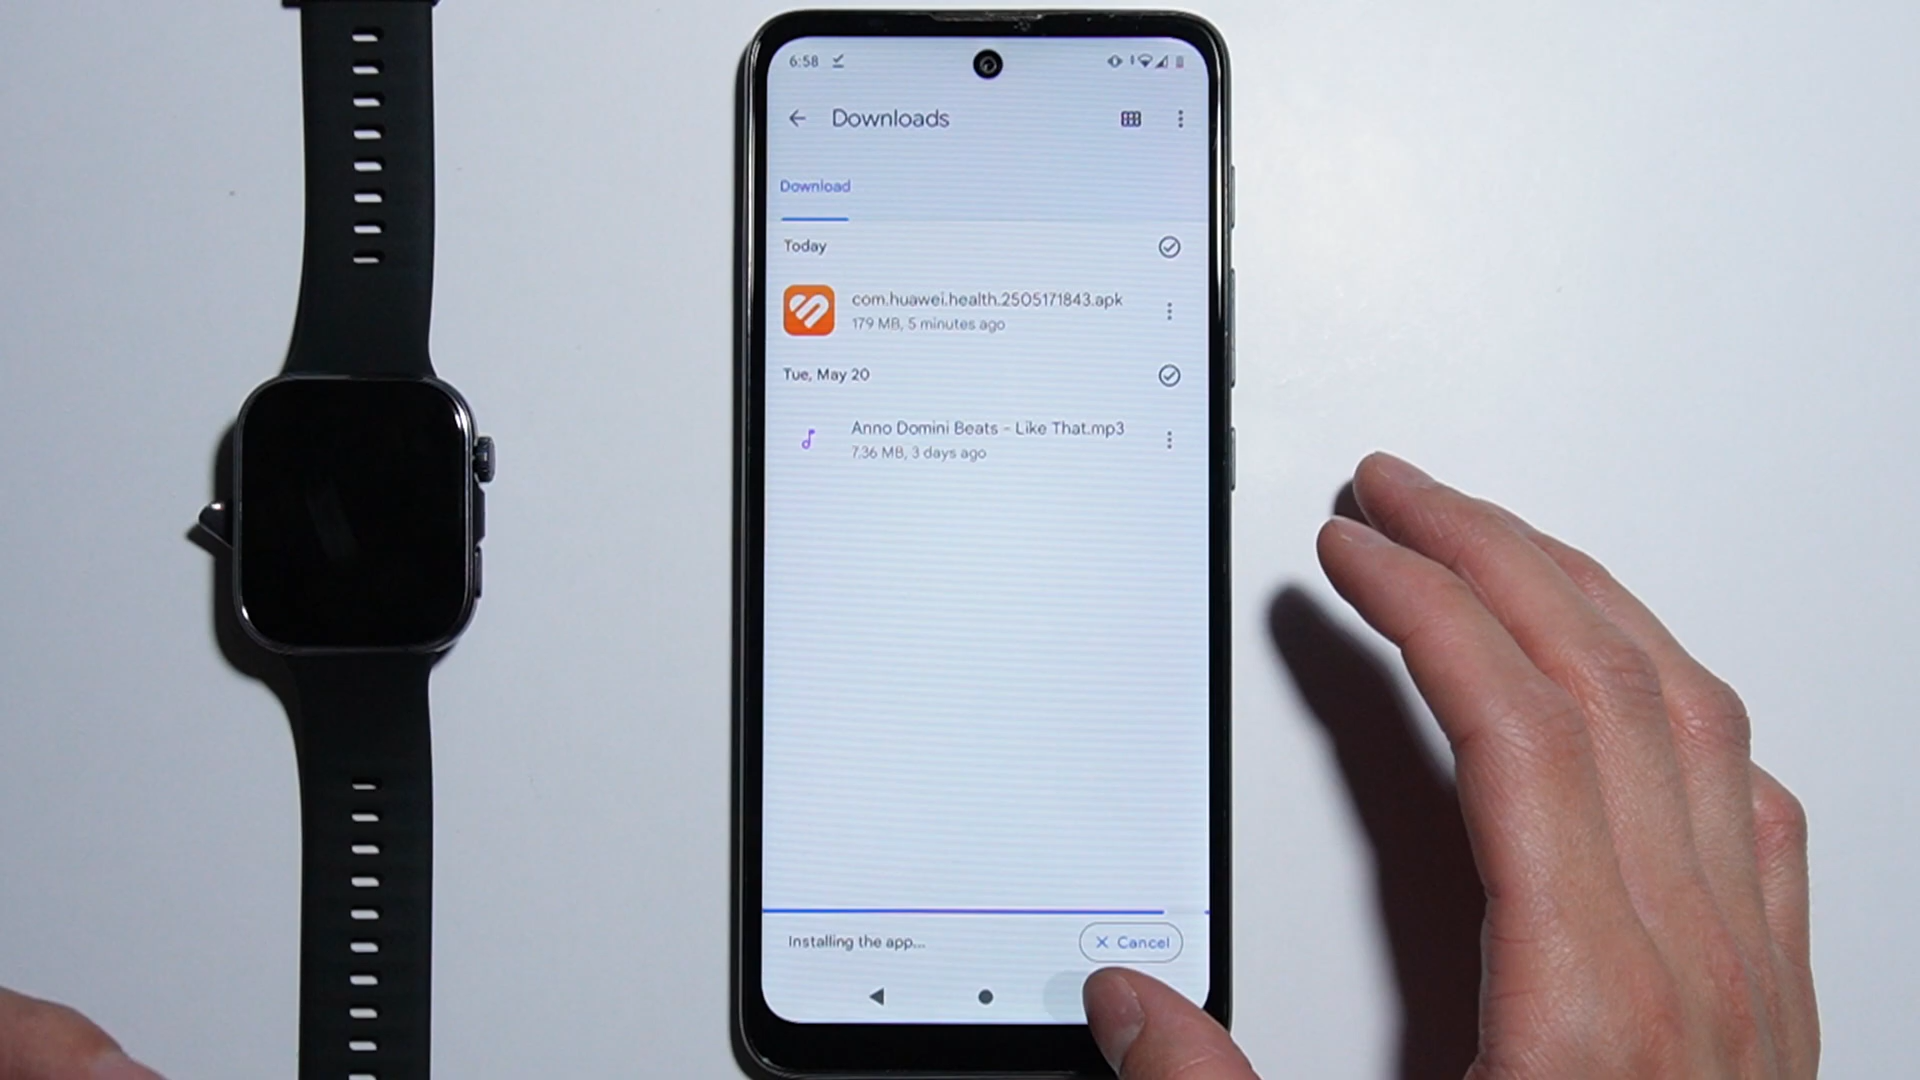 6:58
Downloads
Download
Today
com.huawei.health.2505171843.apk
179 MB, 5 minutes ago
Tue, May 20
Anno Domini Beats - Like That.mp3
7.36 MB, 3 days ago
Installing the app...
Cancel